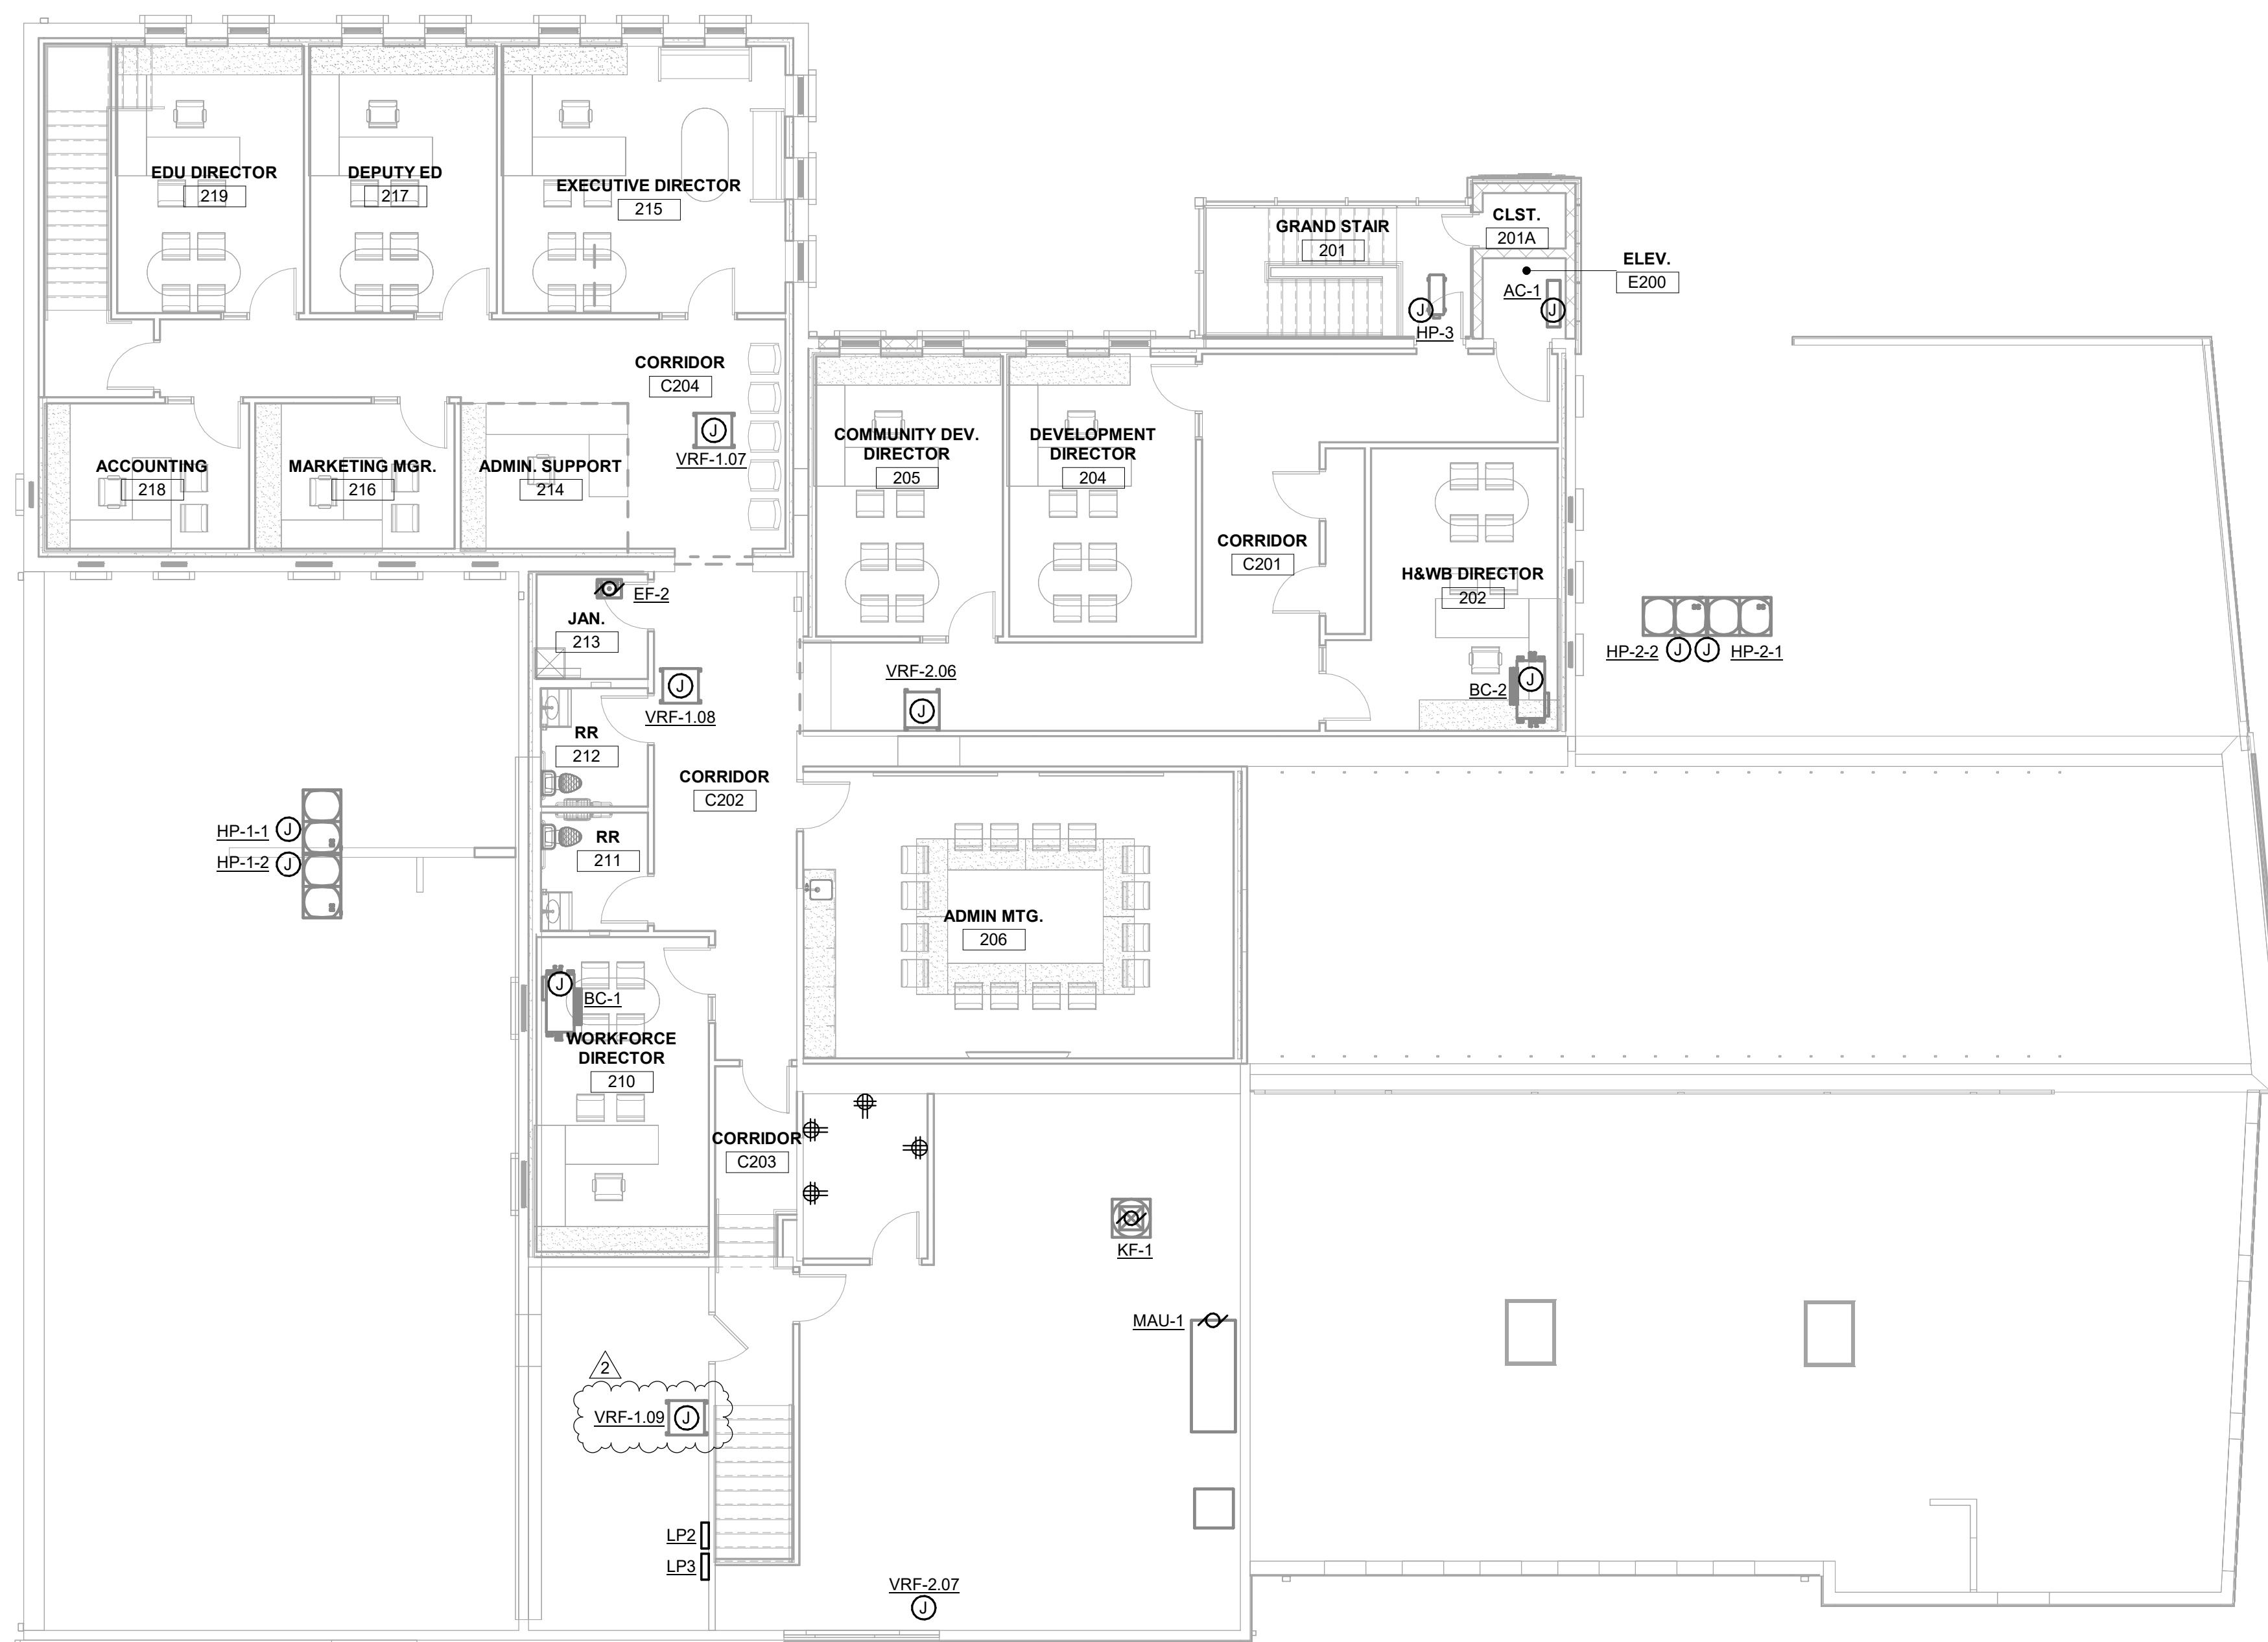 EDU DIRECTOR
219
DEPUTY ED
217
EXECUTIVE DIRECTOR
215
GRAND STAIR
201
CLST.
201A
ELEV.
E200
AC-1
J
J
HP-3
CORRIDOR
C204
J
VRF-1.07
ACCOUNTING
218
MARKETING MGR.
216
ADMIN. SUPPORT
214
COMMUNITY DEV.
DIRECTOR
205
DEVELOPMENT
DIRECTOR
204
CORRIDOR
C201
H&WB DIRECTOR
202
EF-2
JAN.
213
J
VRF-1.08
VRF-2.06
J
BC-2
J
HP-2-2
J
J
HP-2-1
RR
212
CORRIDOR
C202
HP-1-1
J
HP-1-2
J
RR
211
ADMIN MTG.
206
J
BC-1
WORKFORCE
DIRECTOR
210
CORRIDOR
C203
KF-1
MAU-1
2
VRF-1.09
J
LP2
LP3
VRF-2.07
J